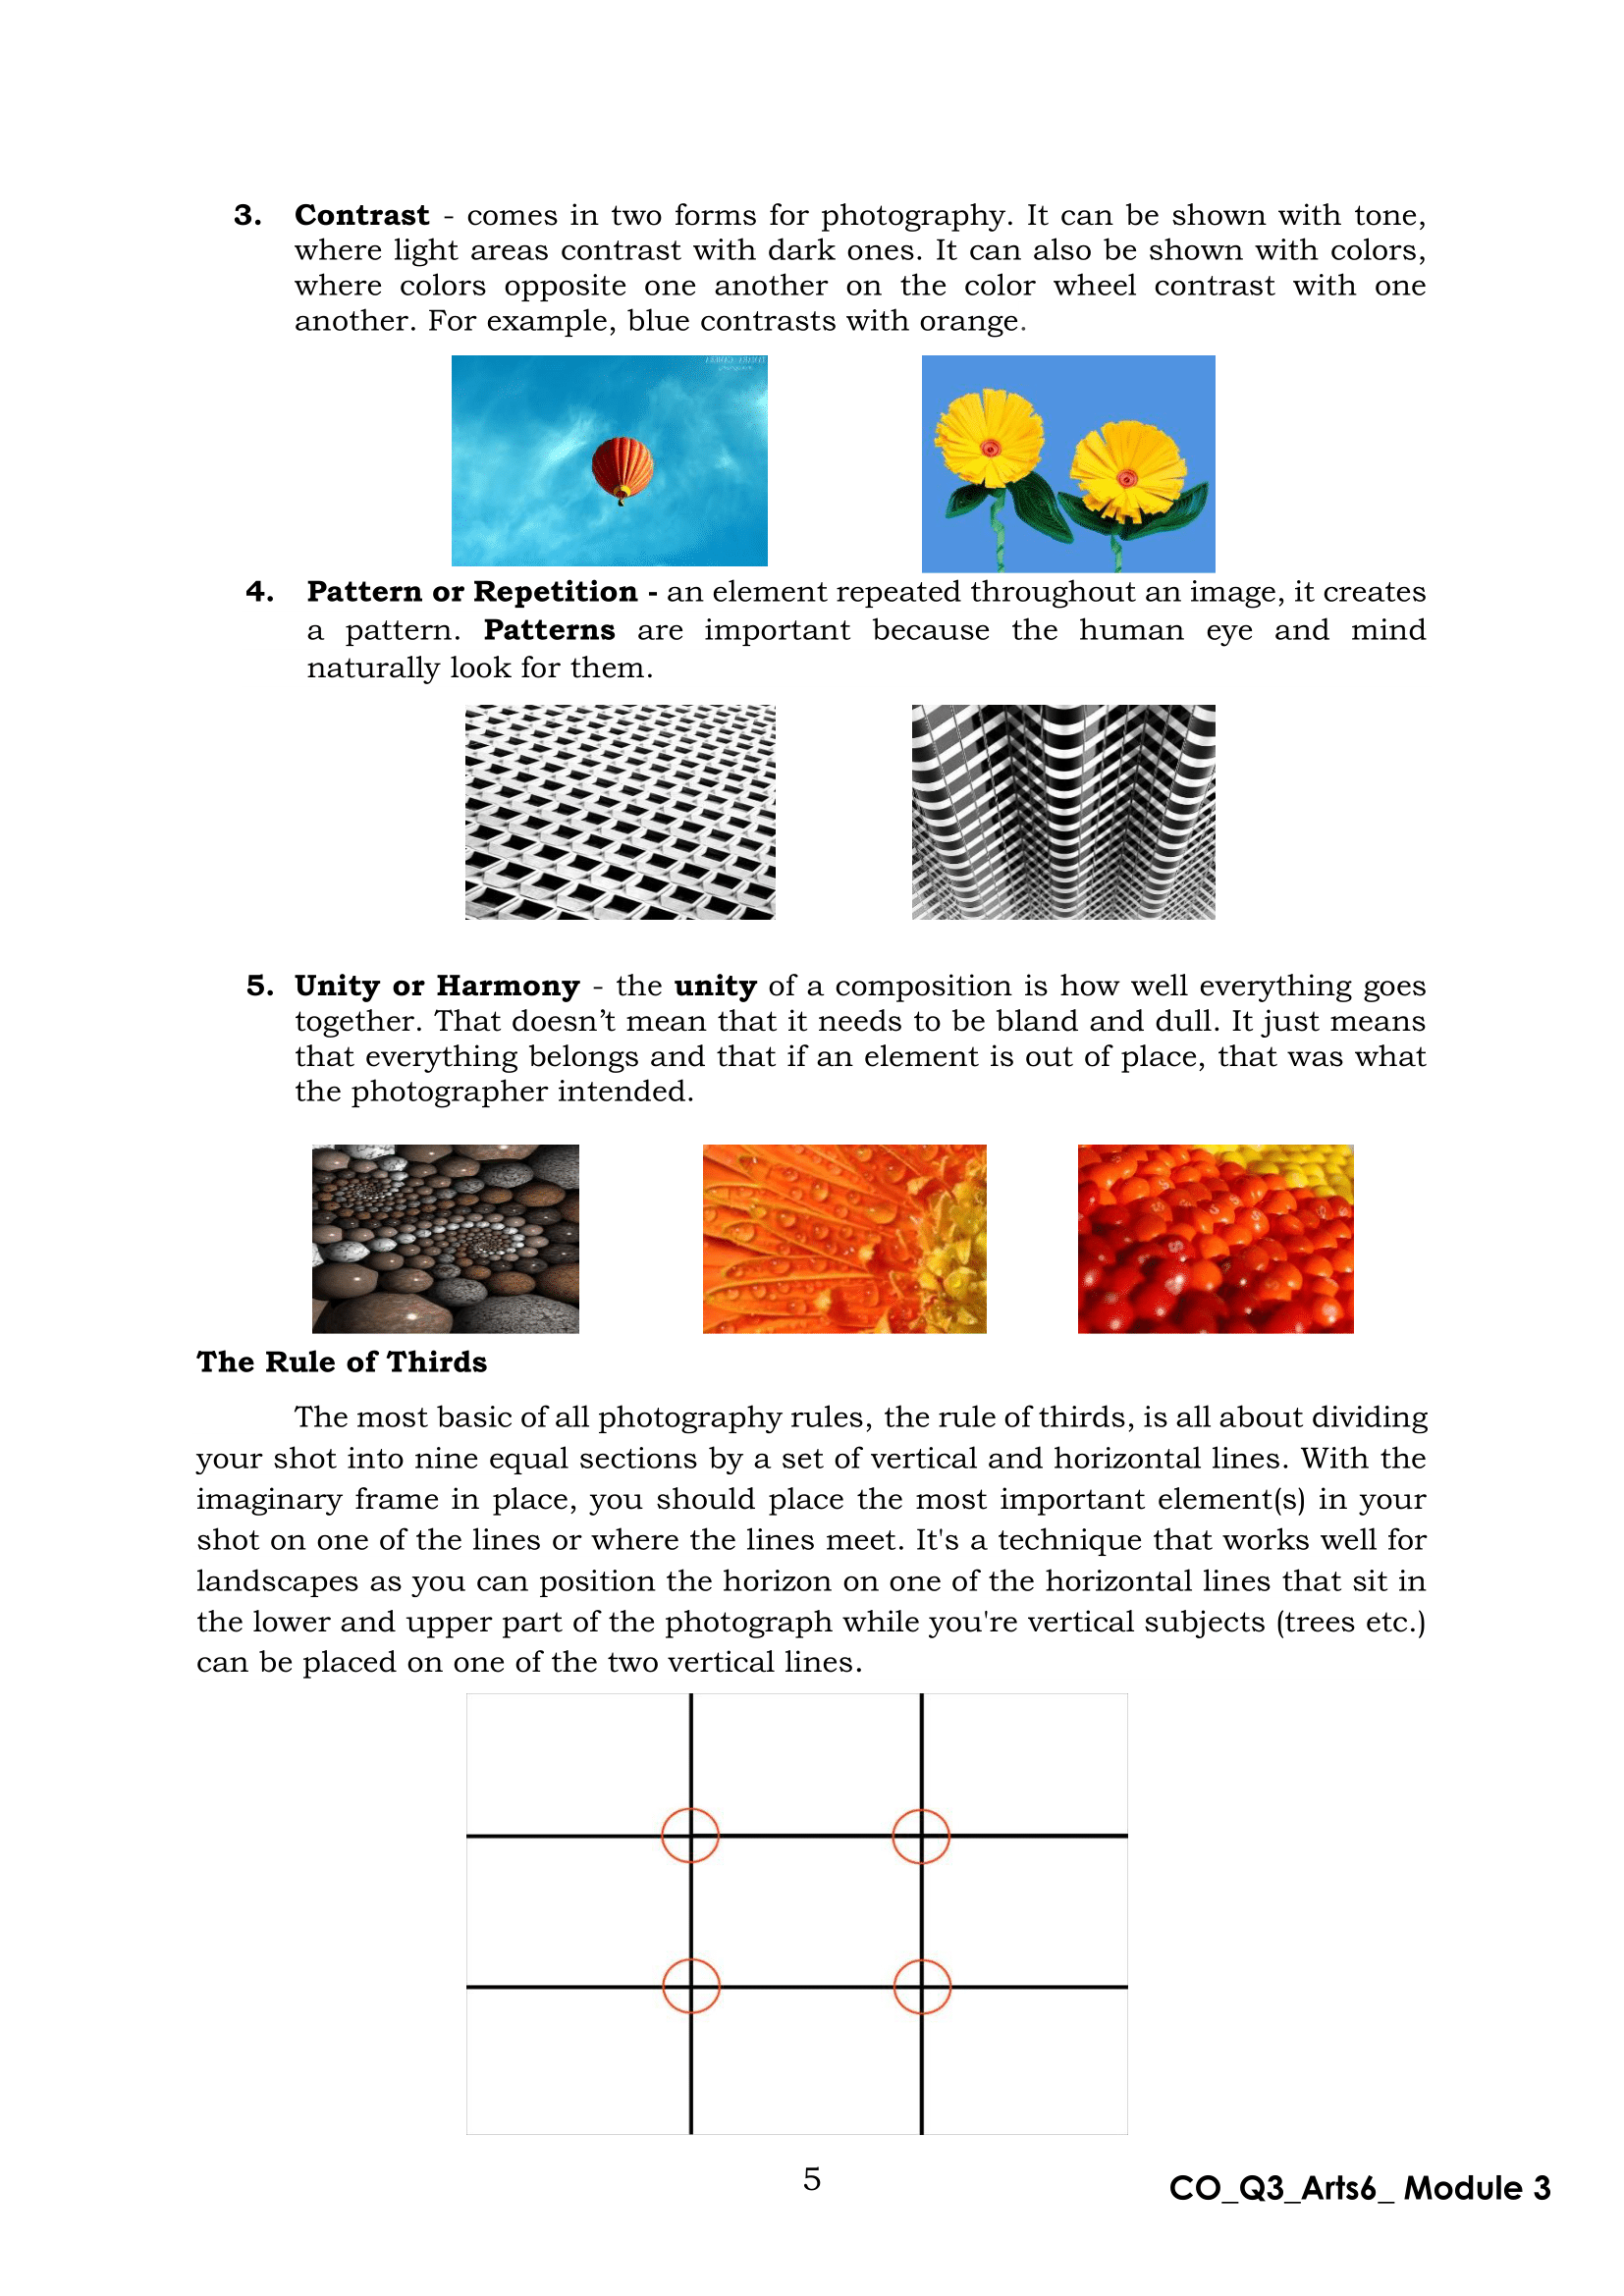 3. Contrast - comes in two forms for photography. It can be shown with tone,
where light areas contrast with dark ones. It can also be shown with colors,
where colors opposite one another on the color wheel contrast with one
another. For example, blue contrasts with orange.
4. Pattern or Repetition - an element repeated throughout an image, it creates
a pattern. Patterns are important because the human eye and mind
naturally look for them.
5. Unity or Harmony - the unity of a composition is how well everything goes
together. That doesn’t mean that it needs to be bland and dull. It just means
that everything belongs and that if an element is out of place, that was what
the photographer intended.
The Rule of Thirds
The most basic of all photography rules, the rule of thirds, is all about dividing
your shot into nine equal sections by a set of vertical and horizontal lines. With the
imaginary frame in place, you should place the most important element(s) in your
shot on one of the lines or where the lines meet. It's a technique that works well for
landscapes as you can position the horizon on one of the horizontal lines that sit in
the lower and upper part of the photograph while you're vertical subjects (trees etc.)
can be placed on one of the two vertical lines.
5
CO_Q3_Arts6_ Module 3